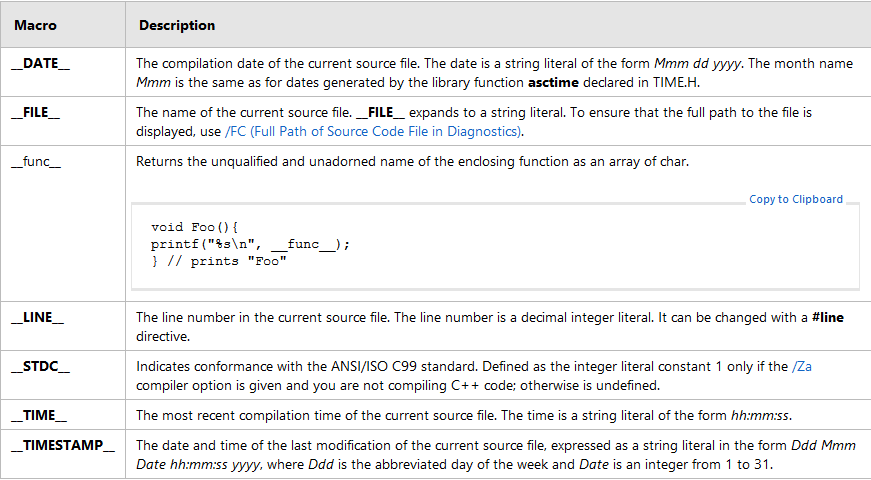 Macro Description
__DATE__ The compilation date of the current source file. The date is a string literal of the form Mmm dd yyyy. The month name
Mmm is the same as for dates generated by the library function asctime declared in TIME.H.
__FILE__ The name of the current source file. __FILE__ expands to a string literal. To ensure that the full path to the file is
displayed, use /FC (Full Path of Source Code File in Diagnostics).
__func__ Returns the unqualified and unadorned name of the enclosing function as an array of char.
Copy to Clipboard
void Foo(){
printf("%s\n", __func__);
} // prints "Foo"
__LINE__ The line number in the current source file. The line number is a decimal integer literal. It can be changed with a #line
directive.
__STDC__ Indicates conformance with the ANSI/ISO C99 standard. Defined as the integer literal constant 1 only if the /Za
compiler option is given and you are not compiling C++ code; otherwise is undefined.
__TIME__ The most recent compilation time of the current source file. The time is a string literal of the form hh:mm:ss.
__TIMESTAMP__ The date and time of the last modification of the current source file, expressed as a string literal in the form Ddd Mmm
Date hh:mm:ss yyyy, where Ddd is the abbreviated day of the week and Date is an integer from 1 to 31.